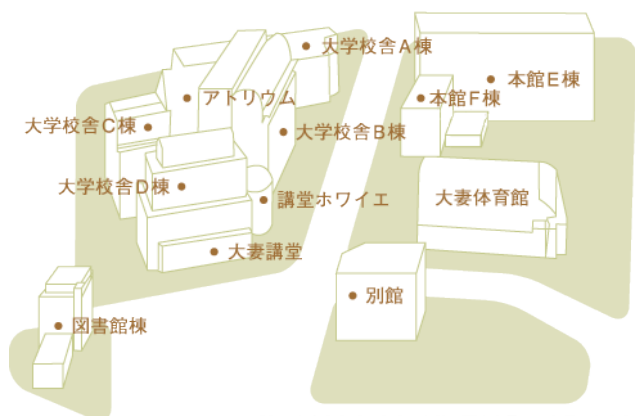 大学校舎A棟
本館E棟
アトリウム
本館F棟
大学校舎C棟
大学校舎B棟
大学校舎D棟
講堂ホワイエ
大妻体育館
大妻講堂
別館
図書館棟